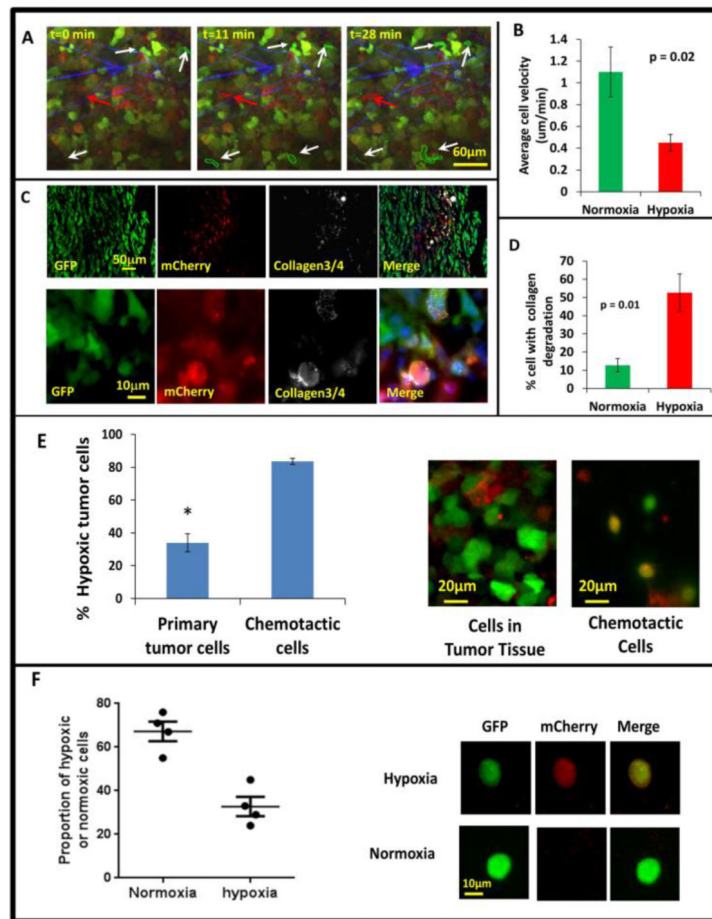 A
t=0 min
t=11 min
t=28 min
60μm
B
Average cell velocity
(um/min)
1.4
1.2
1
0.8
0.6
0.4
0.2
0
p = 0.02
Normoxia
Hypoxia
C
GFP
50μm
mCherry
Collagen3/4
Merge
GFP
10μm
mCherry
Collagen3/4
Merge
D
% cell with collagen
degradation
70
60
50
40
30
20
10
0
p = 0.01
Normoxia
Hypoxia
E
% Hypoxic tumor cells
100
80
60
40
20
0
*
Primary
tumor cells
Chemotactic
cells
20μm
20μm
Cells in
Tumor Tissue
Chemotactic
Cells
F
Proportion of hypoxic
or normoxic cells
80
60
40
20
0
Normoxia
hypoxia
GFP
mCherry
Merge
Hypoxia
Normoxia
10μm